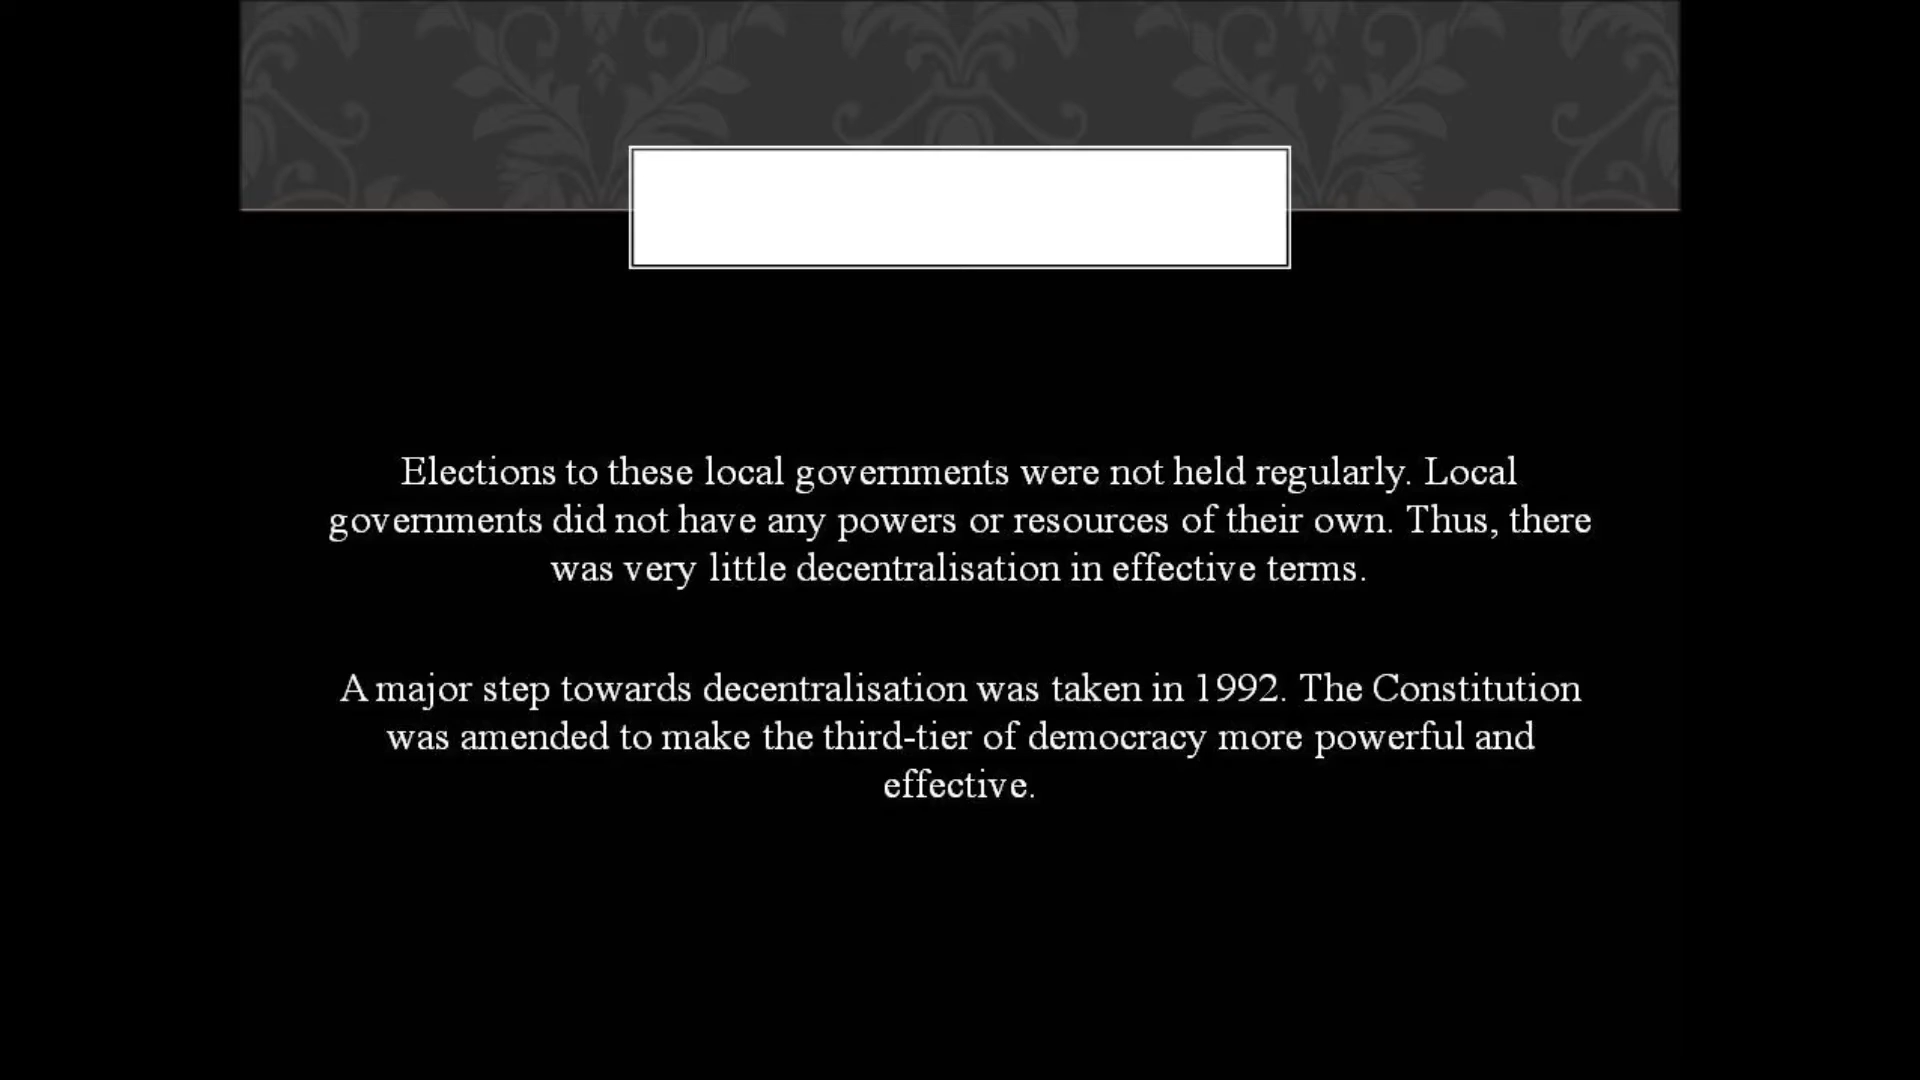 Elections to these local governments were not held regularly. Local
governments did not have any powers or resources of their own. Thus, there
was very little decentralisation in effective terms.
A major step towards decentralisation was taken in 1992. The Constitution
was amended to make the third-tier of democracy more powerful and
effective.